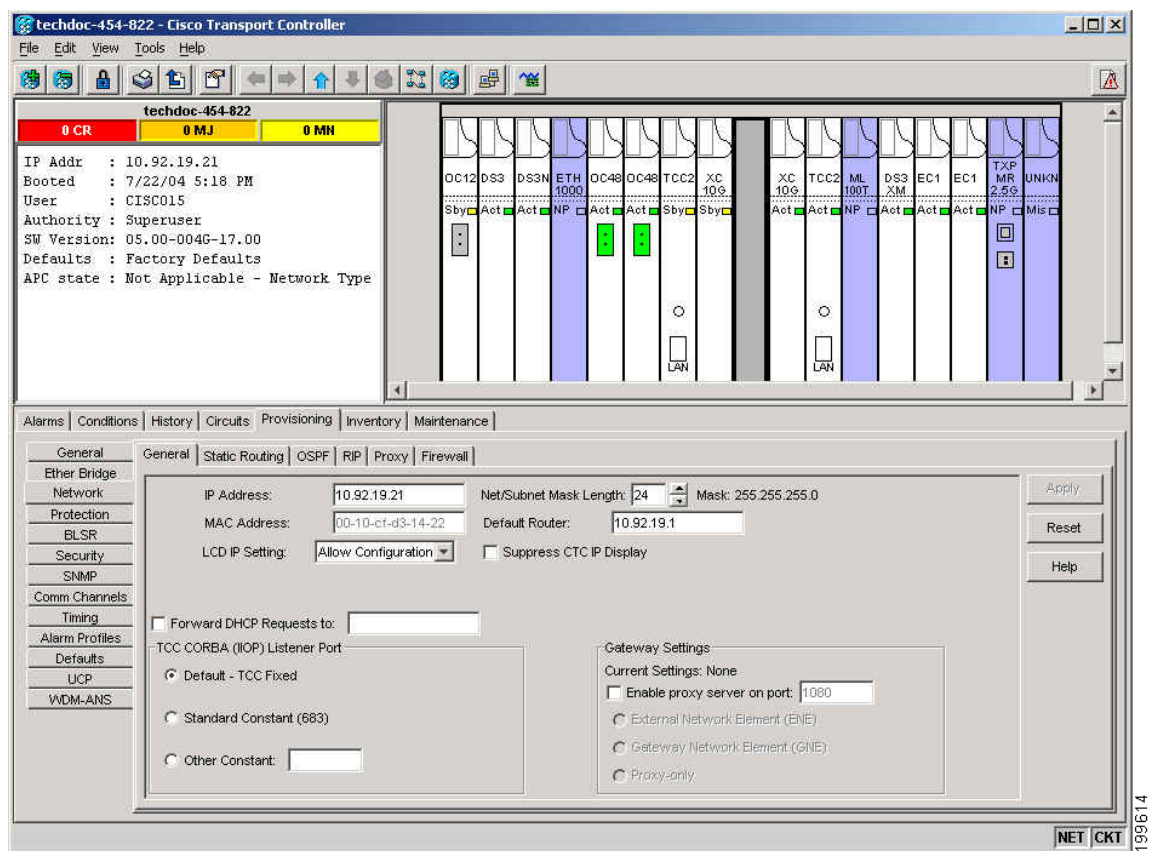 techdoc-454-822 - Cisco Transport Controller
File Edit View Tools Help
techdoc-454-822
0 CR 0 MJ 0 MN
IP Addr : 10.92.19.21
Booted : 7/22/04 5:18 PM
User : CISCO15
Authority : Superuser
SW Version: 05.00-004G-17.00
Defaults : Factory Defaults
APC state : Not Applicable - Network Type
OC12 DS3 DS3N ETH 1000 OC48 OC48 TCC2 XC 10G XC 10G TCC2 ML 100T DS3 XM EC1 EC1 TXP MR 2.5G UNKN
Sby Act Act NP Act Act Sby Sby Act Act NP Act Act Act NP Mis
LAN LAN
Alarms Conditions History Circuits Provisioning Inventory Maintenance
General
Ether Bridge
Network
Protection
BLSR
Security
SNMP
Comm Channels
Timing
Alarm Profiles
Defaults
UCP
WDM-ANS
General Static Routing OSPF RIP Proxy Firewall
IP Address: 10.92.19.21 Net/Subnet Mask Length: 24 Mask: 255.255.255.0
MAC Address: 00-10-cf-d3-14-22 Default Router: 10.92.19.1
LCD IP Setting: Allow Configuration Suppress CTC IP Display
Forward DHCP Requests to:
TCC CORBA (IIOP) Listener Port
Default - TCC Fixed
Standard Constant (683)
Other Constant:
Gateway Settings
Current Settings: None
Enable proxy server on port: 1080
External Network Element (ENE)
Gateway Network Element (GNE)
Proxy-only
Apply
Reset
Help
NET CKT
199614